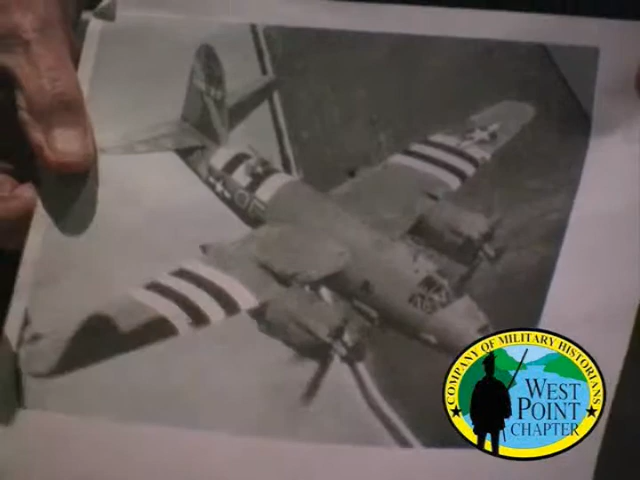 COMPANY OF MILITARY HISTORIANS
WEST
POINT
CHAPTER